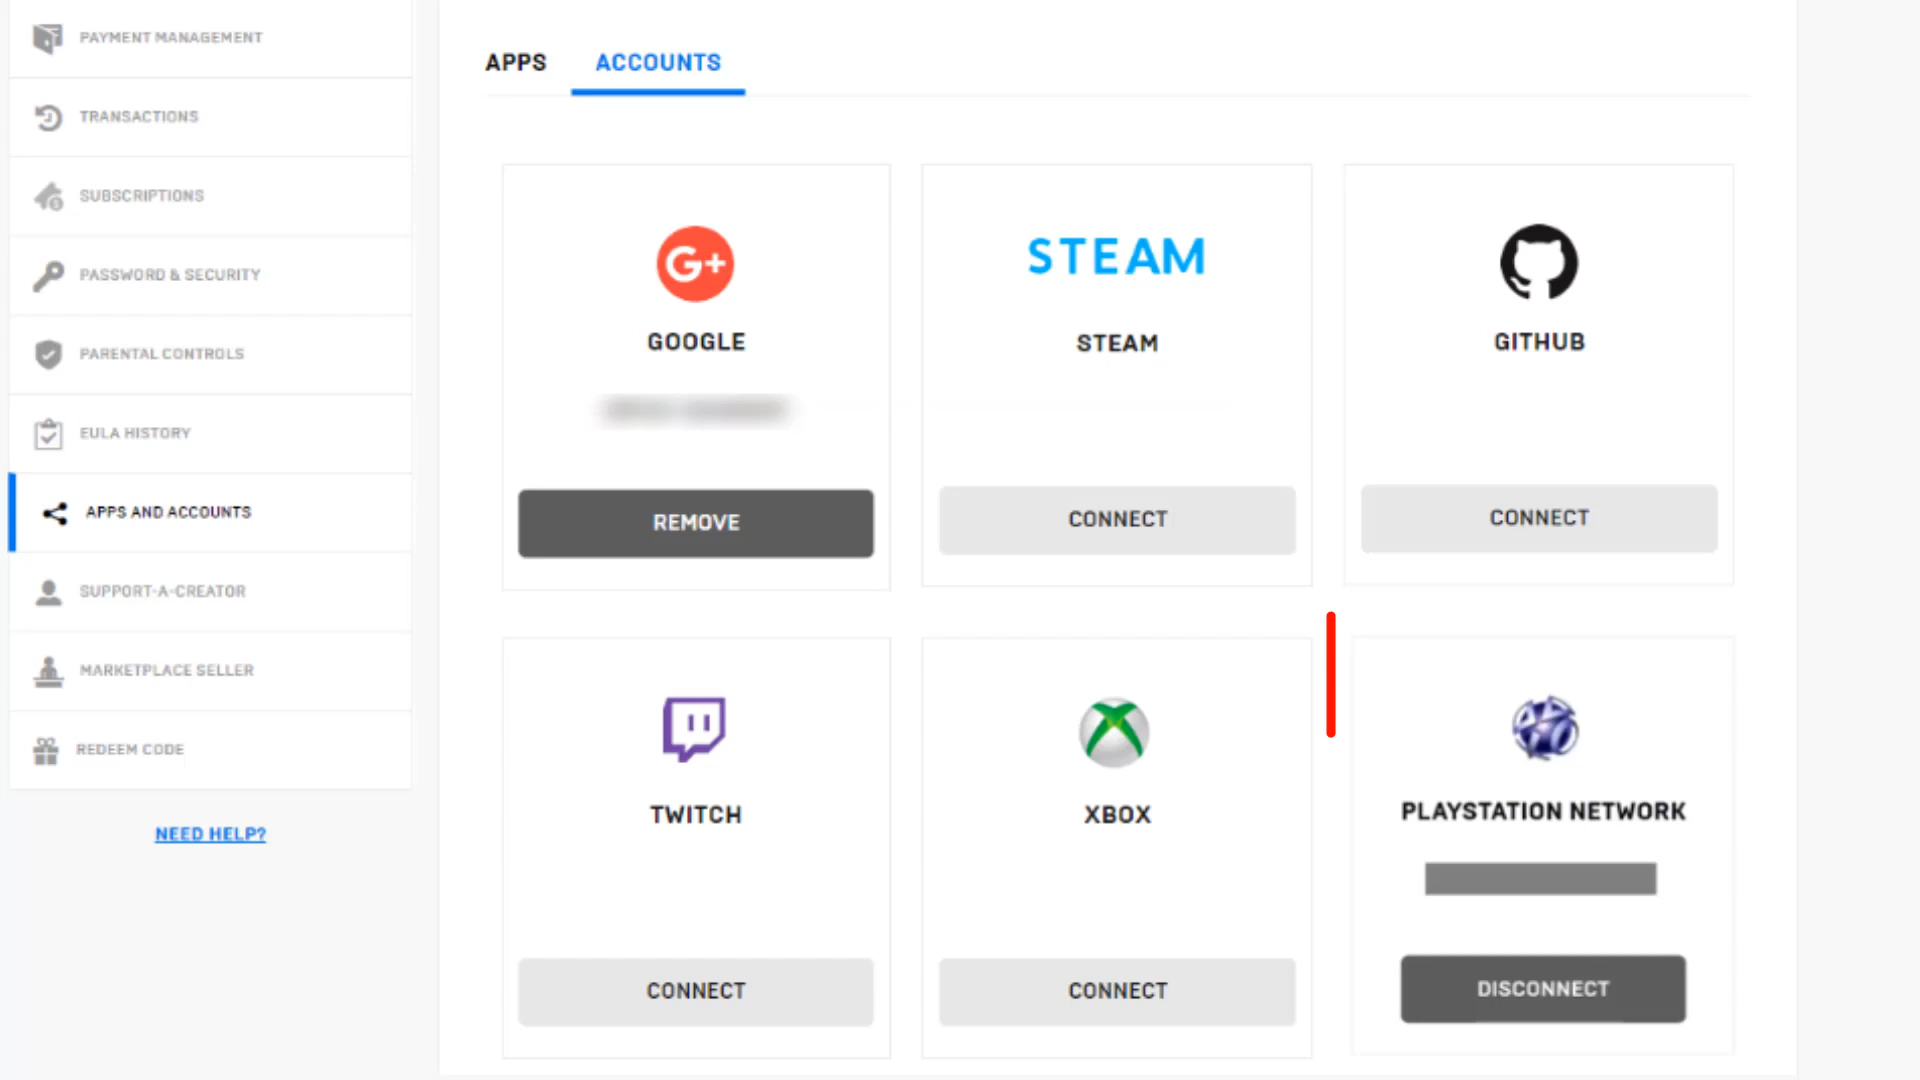 PAYMENT MANAGEMENT
TRANSACTIONS
SUBSCRIPTIONS
PASSWORD & SECURITY
PARENTAL CONTROLS
EULA HISTORY
APPS AND ACCOUNTS
SUPPORT-A-CREATOR
MARKETPLACE SELLER
REDEEM CODE
NEED HELP?
APPS ACCOUNTS
G+
GOOGLE
REMOVE
STEAM
STEAM
CONNECT
GITHUB
CONNECT
TWITCH
CONNECT
XBOX
CONNECT
PLAYSTATION NETWORK
DISCONNECT